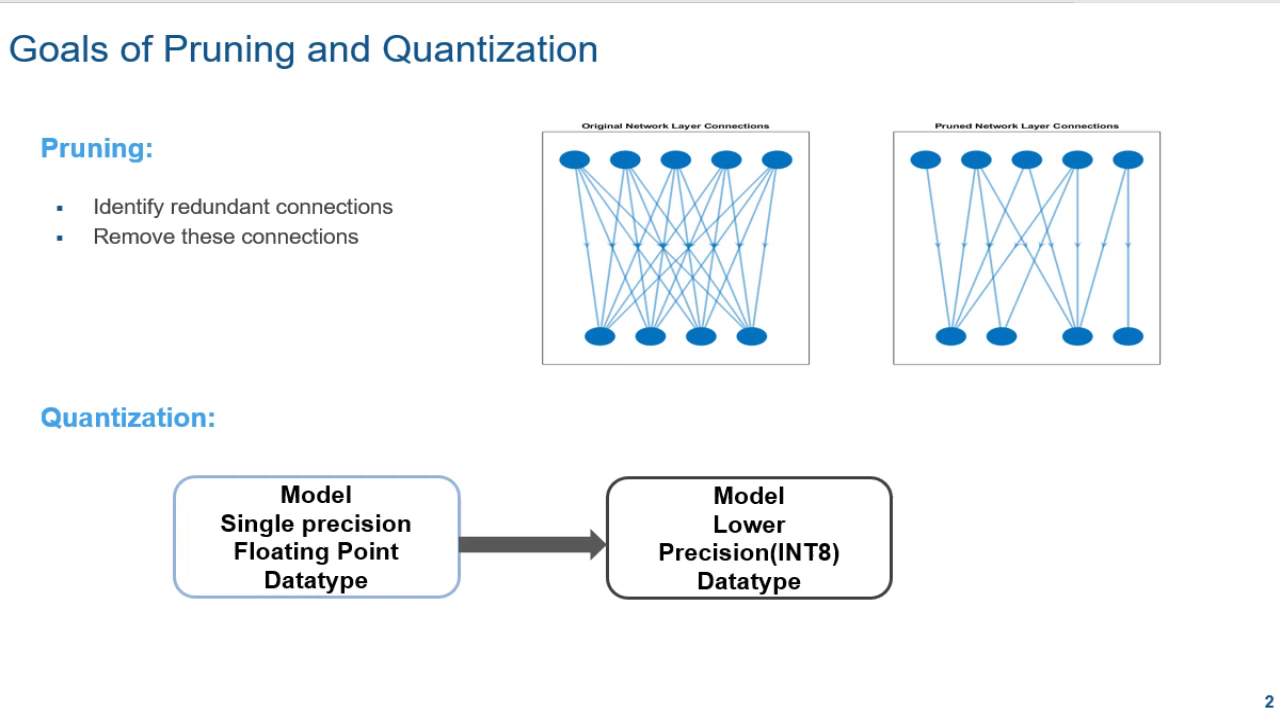 Goals of Pruning and Quantization
Pruning:
▪ Identify redundant connections
▪ Remove these connections
Original Network Layer Connections
Pruned Network Layer Connections
Quantization:
Model
Single precision
Floating Point
Datatype
Model
Lower
Precision(INT8)
Datatype
2